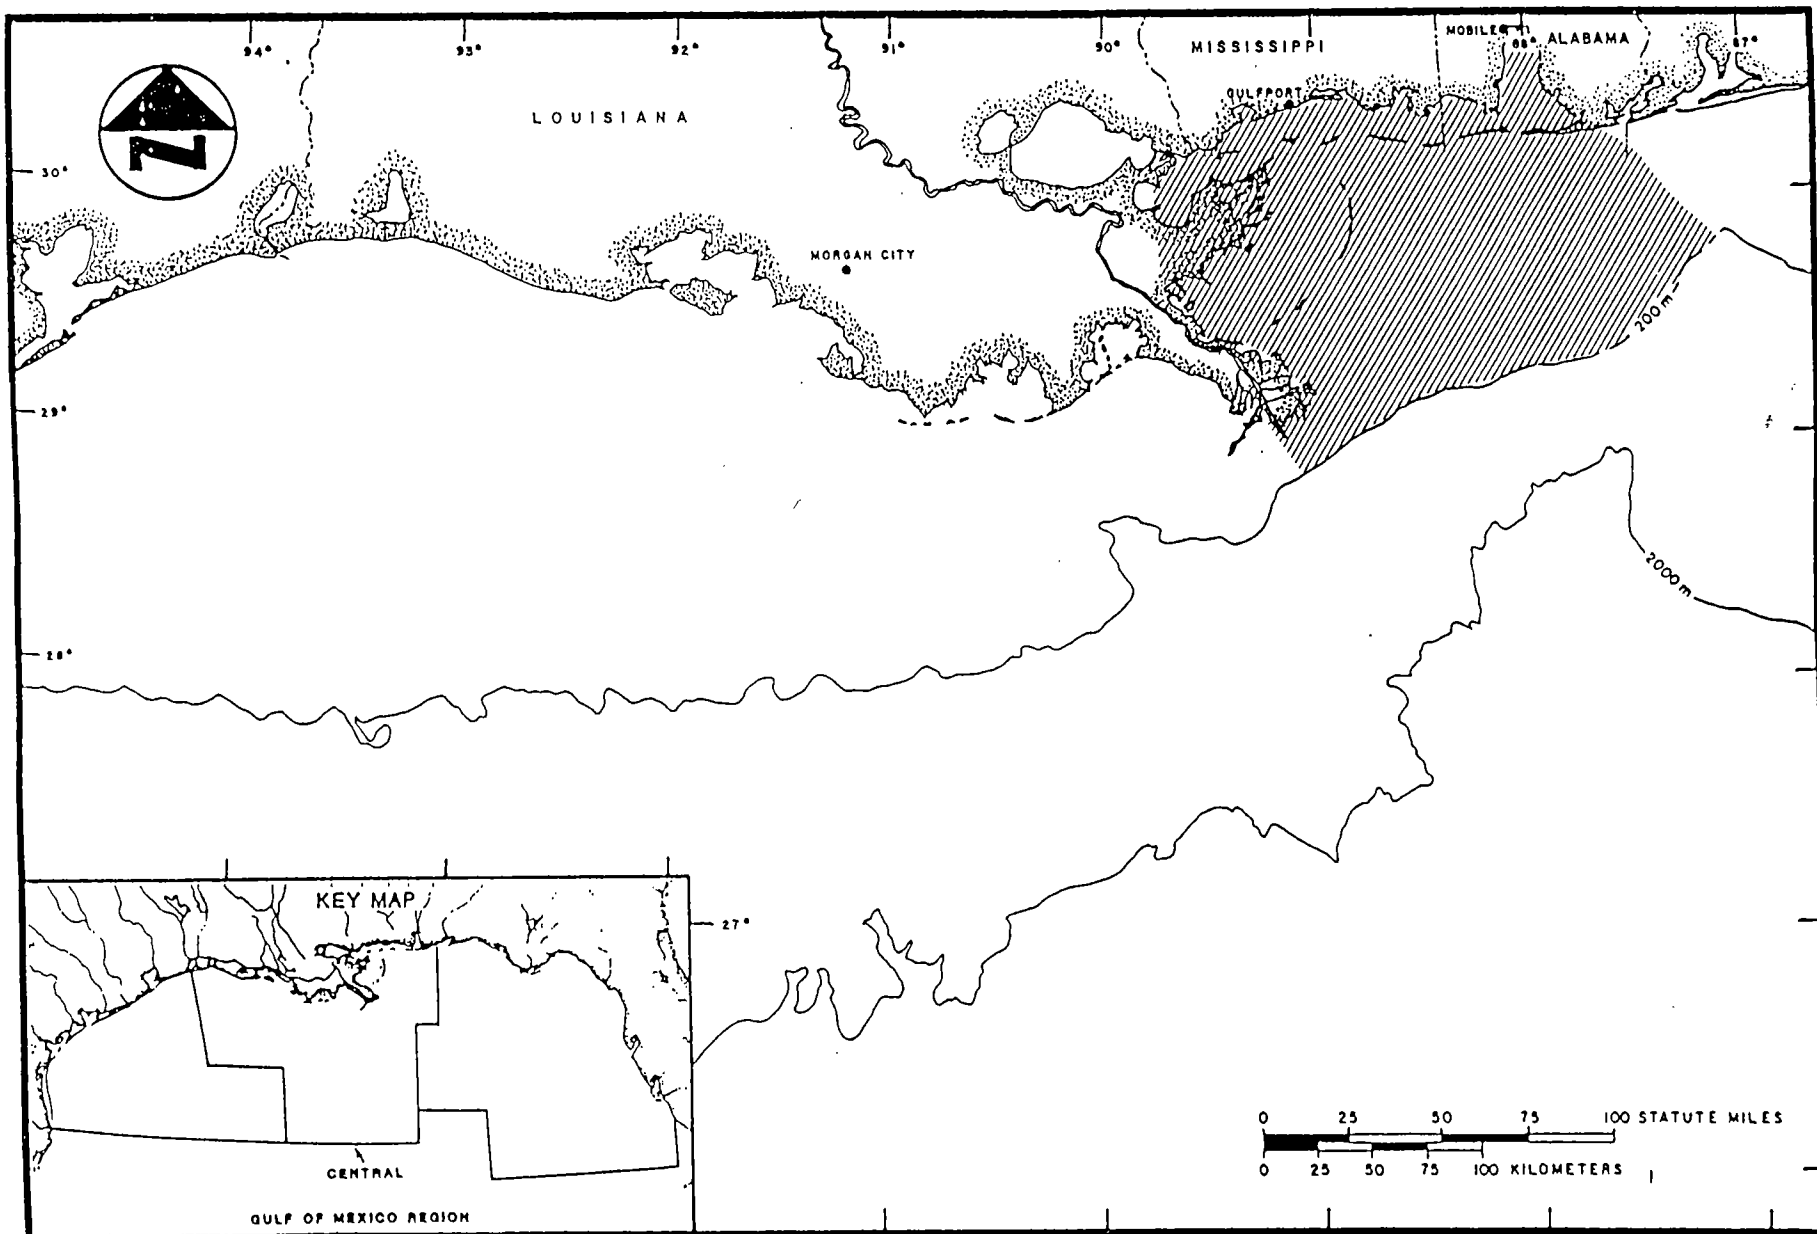 94°
93°
92°
91°
90°
MISSISSIPPI
MOBILE
88°
ALABAMA
87°
LOUISIANA
GULFPORT
N
30°
MORGAN CITY
200m
29°
2000m
28°
KEY MAP
27°
CENTRAL
GULF OF MEXICO REGION
0 25 50 75 100 STATUTE MILES
0 25 50 75 100 KILOMETERS